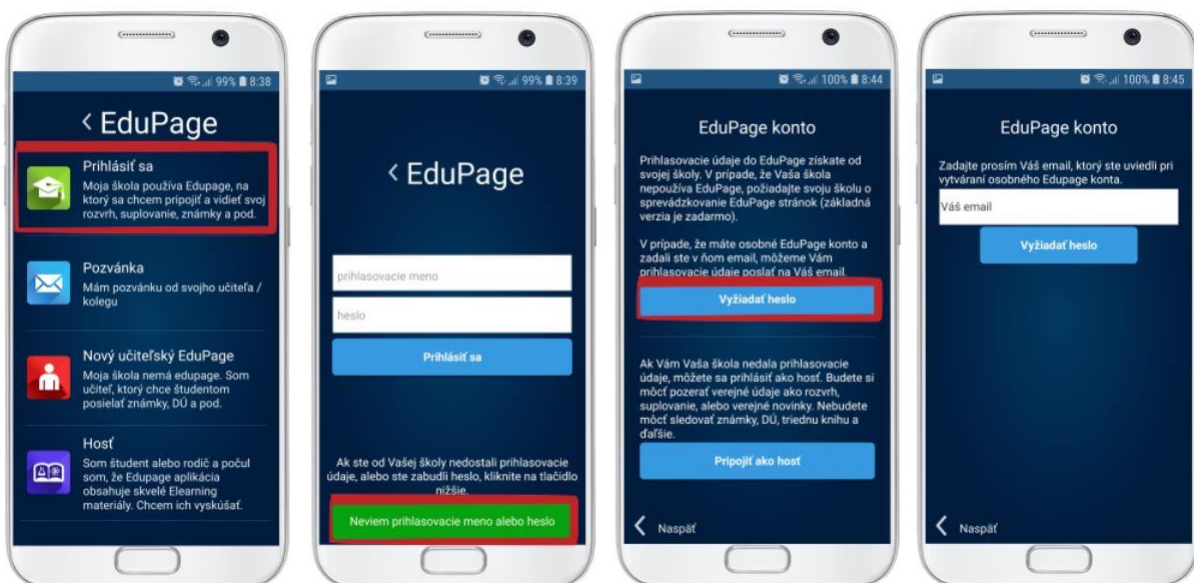 99% 8:38
< EduPage
Prihlásiť sa
Moja škola používa Edupage, na
ktorý sa chcem pripojiť a vidieť svoj
rozvrh, suplovanie, známky a pod.
Pozvánka
Mám pozvánku od svojho učiteľa /
kolegu
Nový učiteľský EduPage
Moja škola nemá edupage. Som
učiteľ, ktorý chce študentom
posielať známky, DÚ a pod.
Hosť
Som študent alebo rodič a počul
som, že Edupage aplikácia
obsahuje skvelé Elearning
materiály. Chcem ich vyskúšať.
99% 8:39
< EduPage
prihlasovacie meno
heslo
Prihlásiť sa
Ak ste od Vašej školy nedostali prihlasovacie
údaje, alebo ste zabudli heslo, kliknite na tlačidlo
nižšie.
Neviem prihlasovacie meno alebo heslo
100% 8:44
EduPage konto
Prihlasovacie údaje do EduPage získate od
svojej školy. V prípade, že Vaša škola
nepoužíva EduPage, požiadajte svoju školu o
sprevádzkovanie EduPage stránok (základná
verzia je zadarmo).
V prípade, že máte osobné EduPage konto a
zadali ste v ňom email, môžeme Vám
prihlasovacie údaje poslať na Váš email.
Vyžiadať heslo
Ak Vám Vaša škola nedala prihlasovacie
údaje, môžete sa prihlásiť ako hosť. Budete si
môcť pozerať verejné údaje ako rozvrh,
suplovanie, alebo verejné novinky. Nebudete
môcť sledovať známky, DÚ, triednu knihu a
ďaľšie.
Pripojiť ako hosť
Naspäť
100% 8:45
EduPage konto
Zadajte prosím Váš email, ktorý ste uviedli pri
vytváraní osobného Edupage konta.
Váš email
Vyžiadať heslo
Naspäť